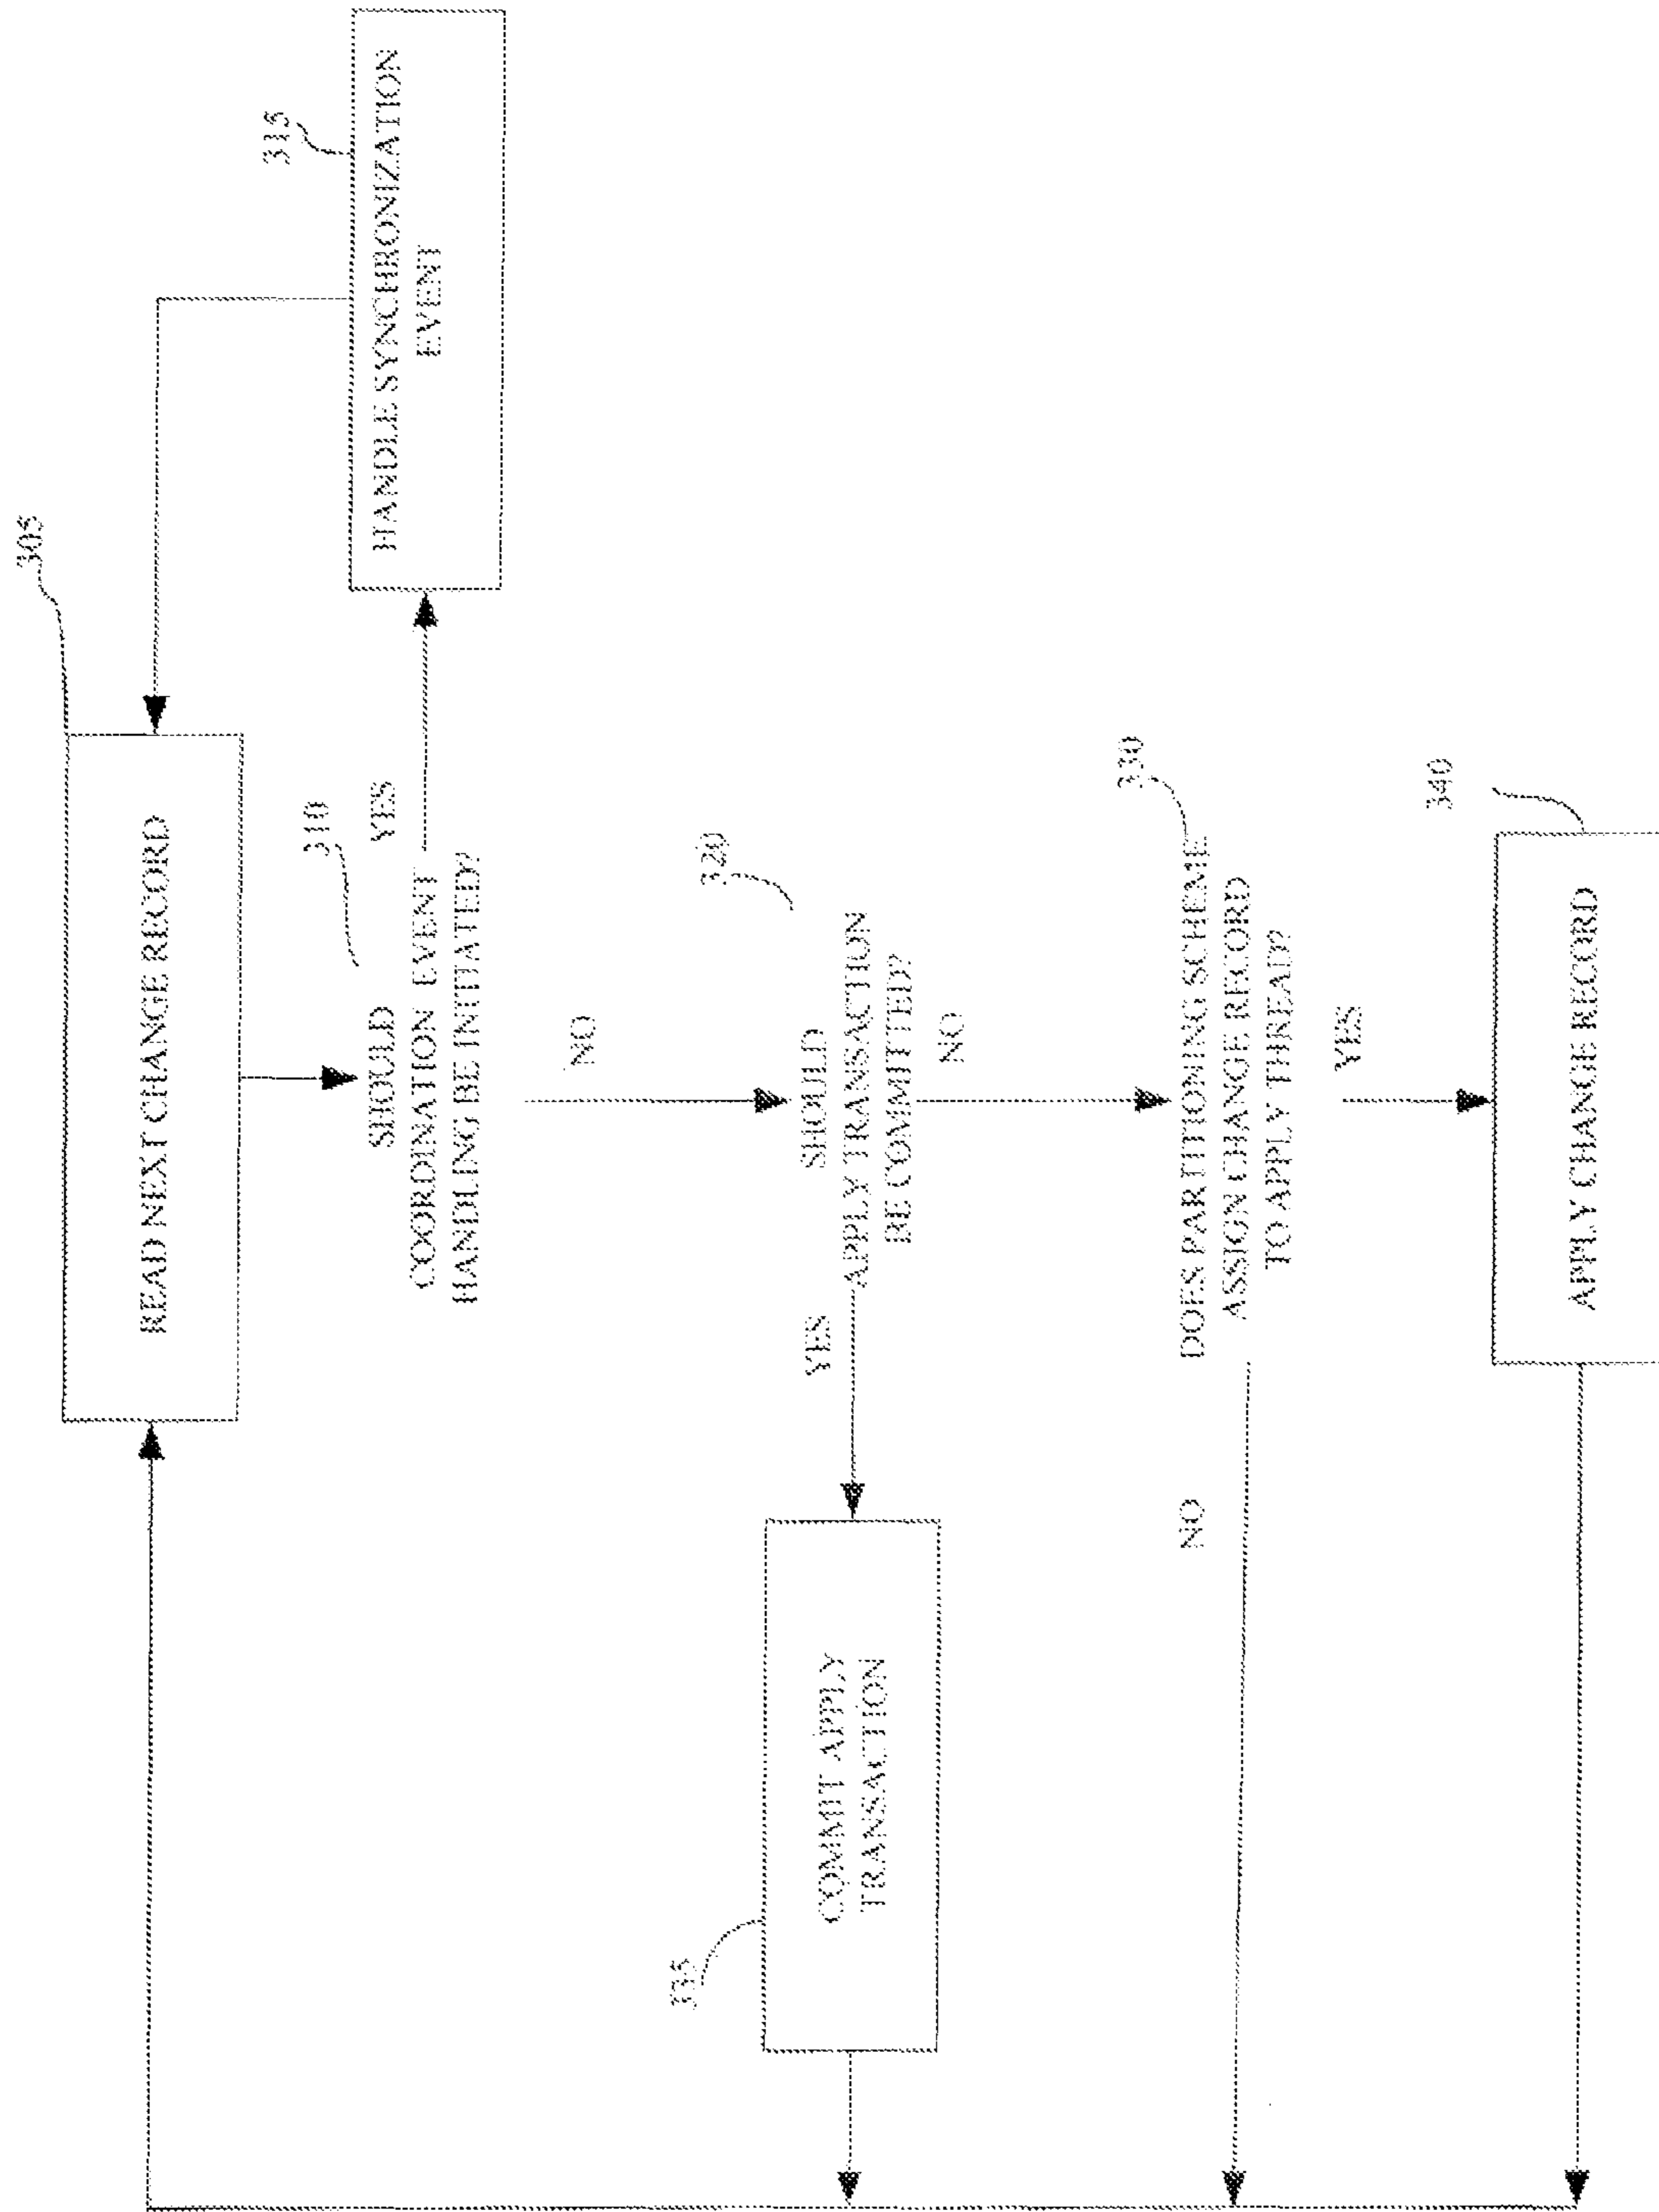 305
READ NEXT CHANGE RECORD
310
SHOULD
COORDINATION EVENT
HANDLING BE INITIATED?
YES
315
HANDLE SYNCHRONIZATION
EVENT
NO
320
SHOULD
APPLY TRANSACTION
BE COMMITTED?
YES
335
COMMIT APPLY
TRANSACTION
NO
330
DOES PARTITIONING SCHEME
ASSIGN CHANGE RECORD
TO APPLY THREAD?
NO
YES
340
APPLY CHANGE RECORD